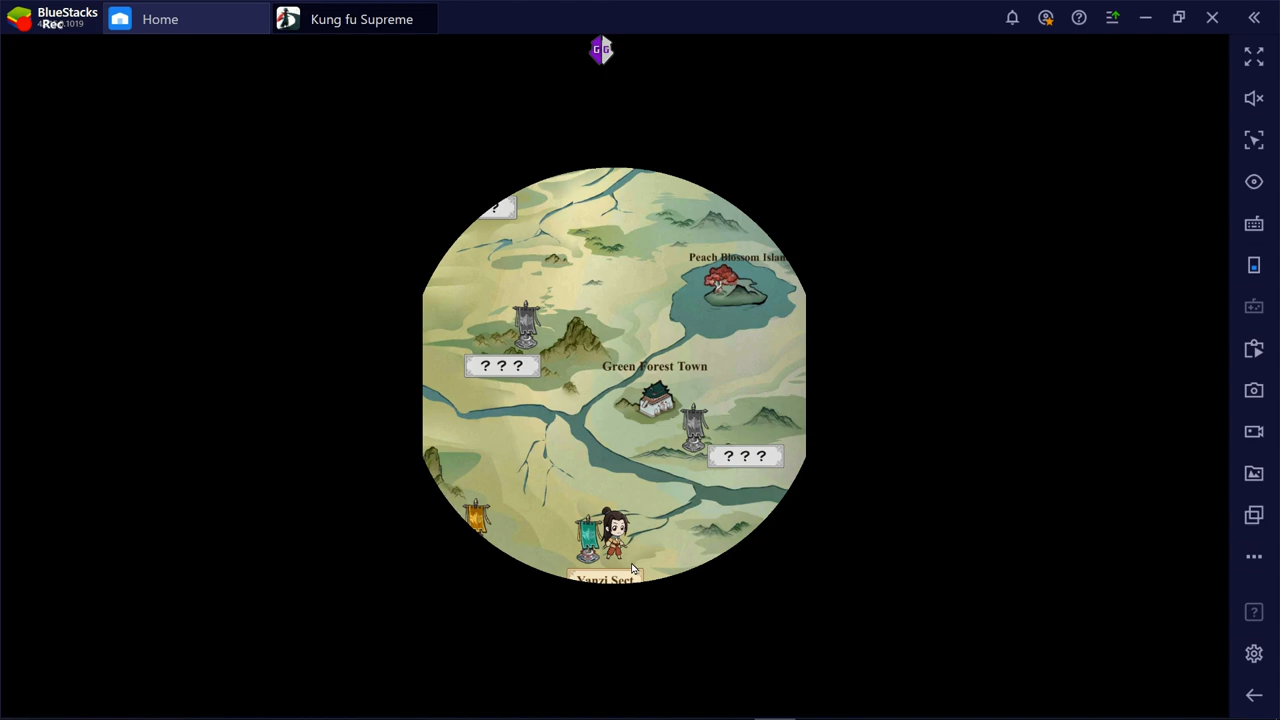 BlueStacks
Rec
Home
Kung fu Supreme
G G
?
Peach Blossom Islan
? ? ?
Green Forest Town
? ? ?
Yanzi Sect